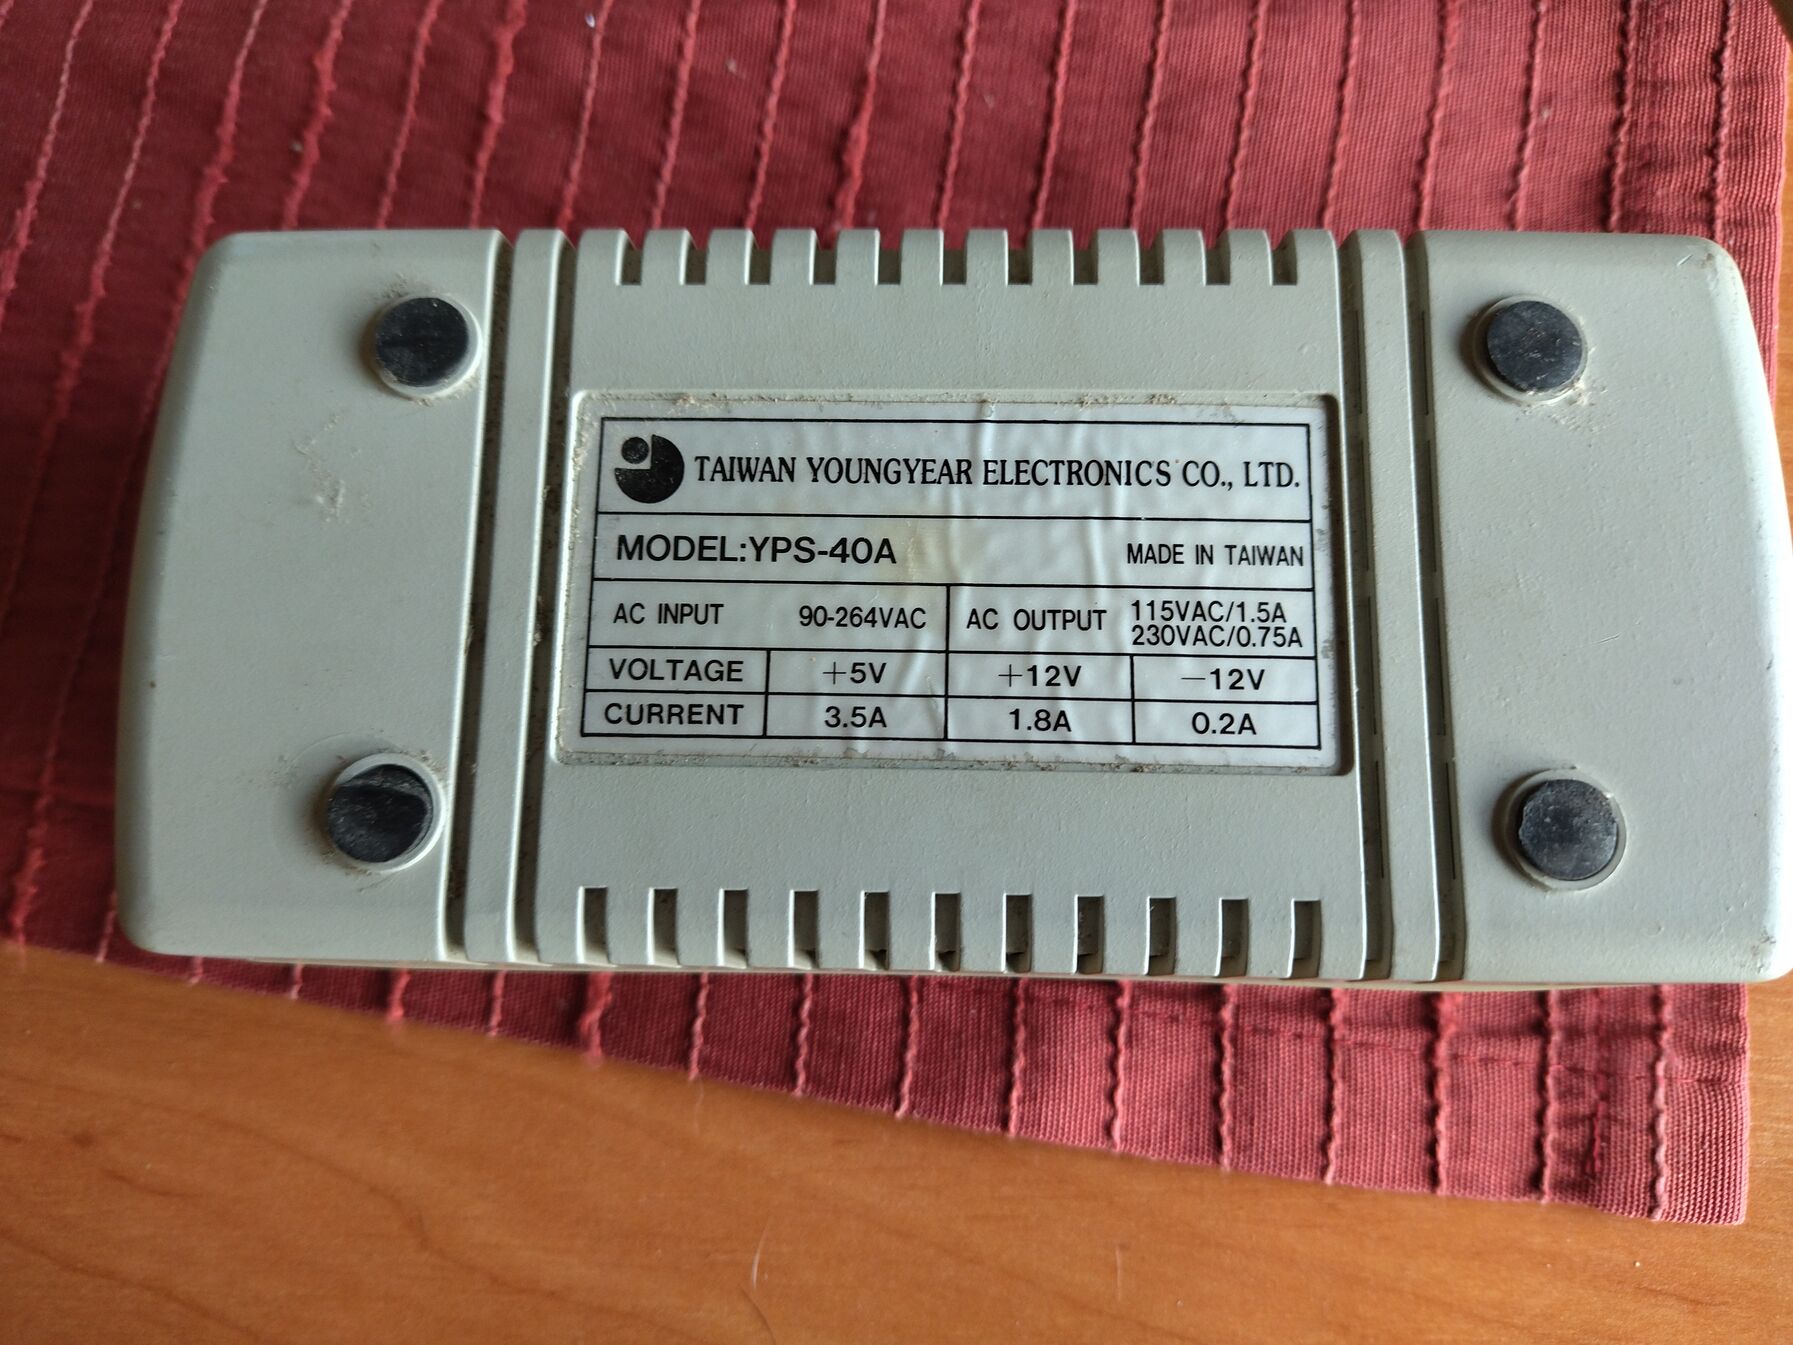 TAIWAN YOUNGYEAR ELECTRONICS CO., LTD.
MODEL:YPS-40A MADE IN TAIWAN
AC INPUT 90-264VAC AC OUTPUT 115VAC/1.5A
230VAC/0.75A
VOLTAGE +5V +12V −12V
CURRENT 3.5A 1.8A 0.2A